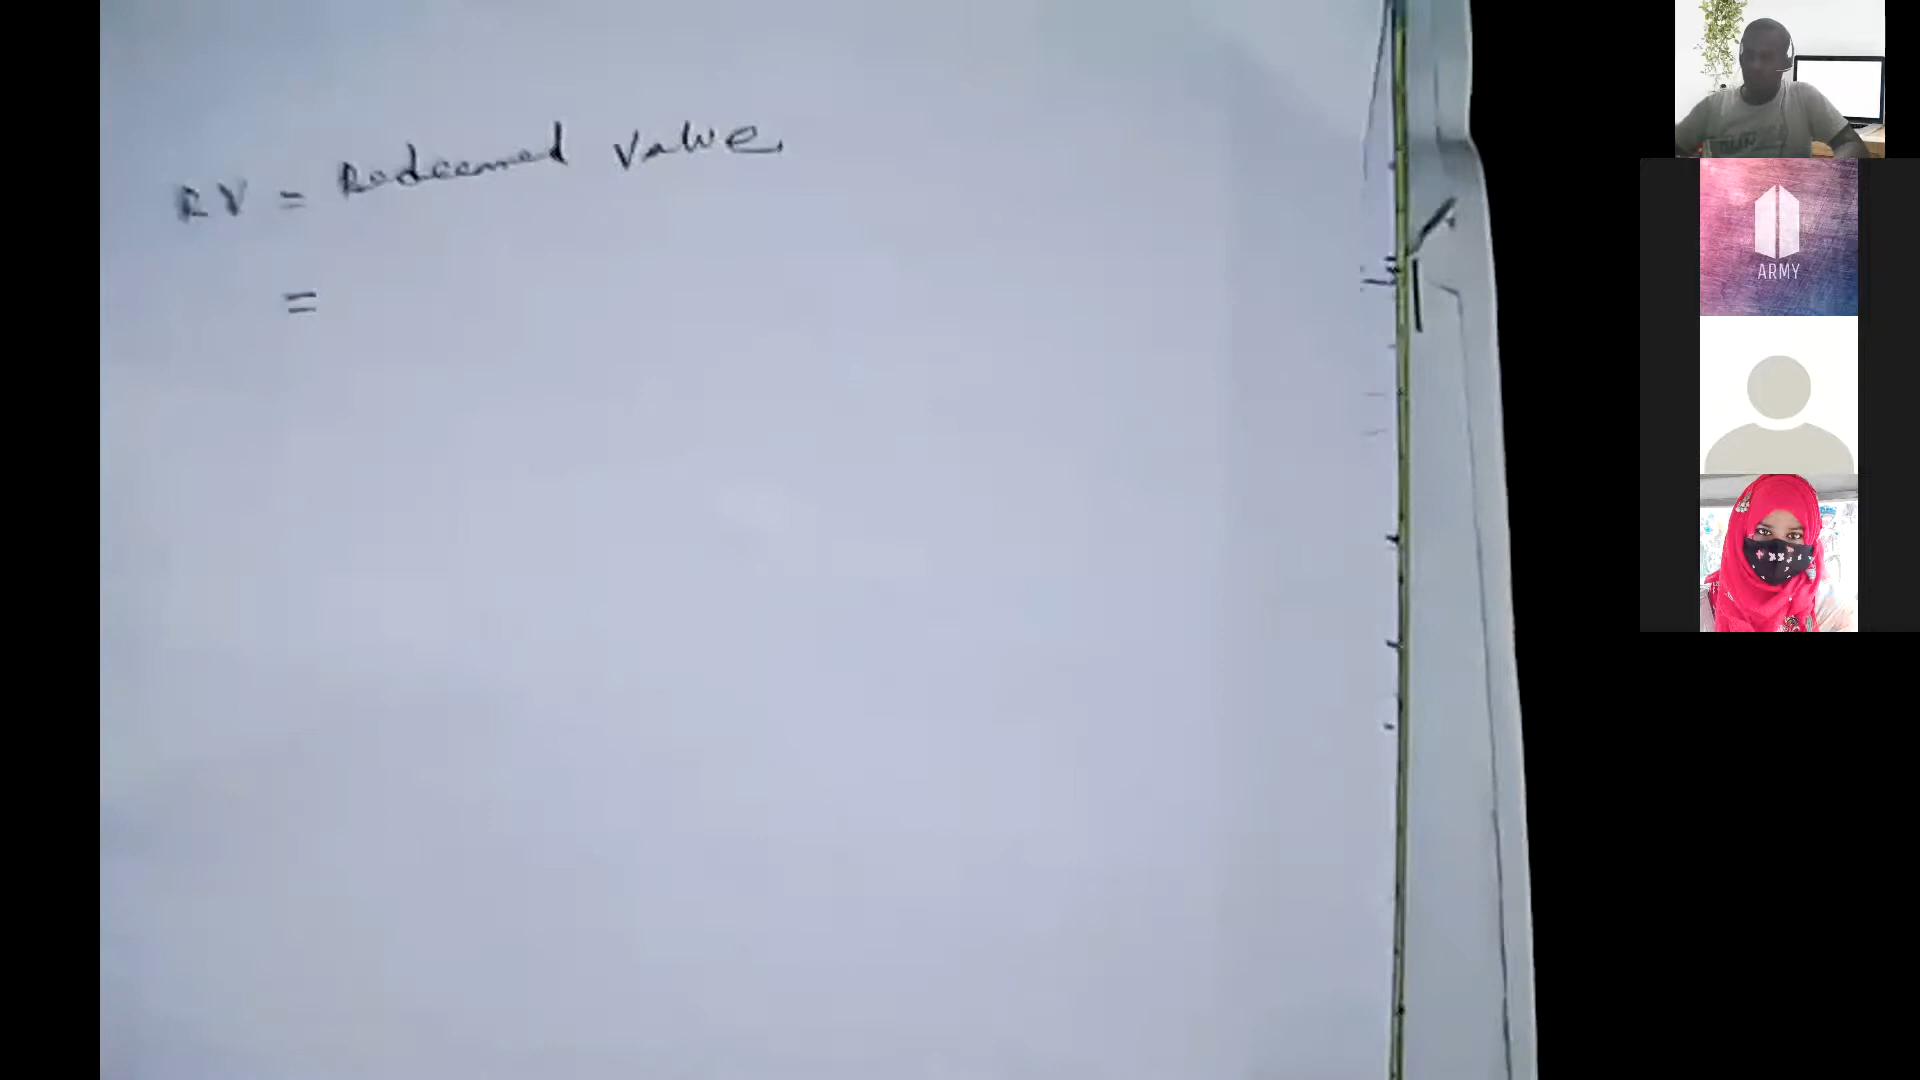 RV = Redeemed Value
=
ARMY